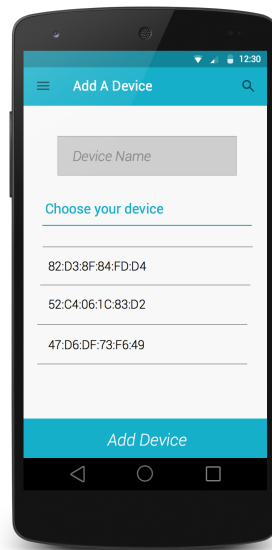 12:30
Add A Device
Device Name
Choose your device
82:D3:8F:84:FD:D4
52:C4:06:1C:83:D2
47:D6:DF:73:F6:49
Add Device